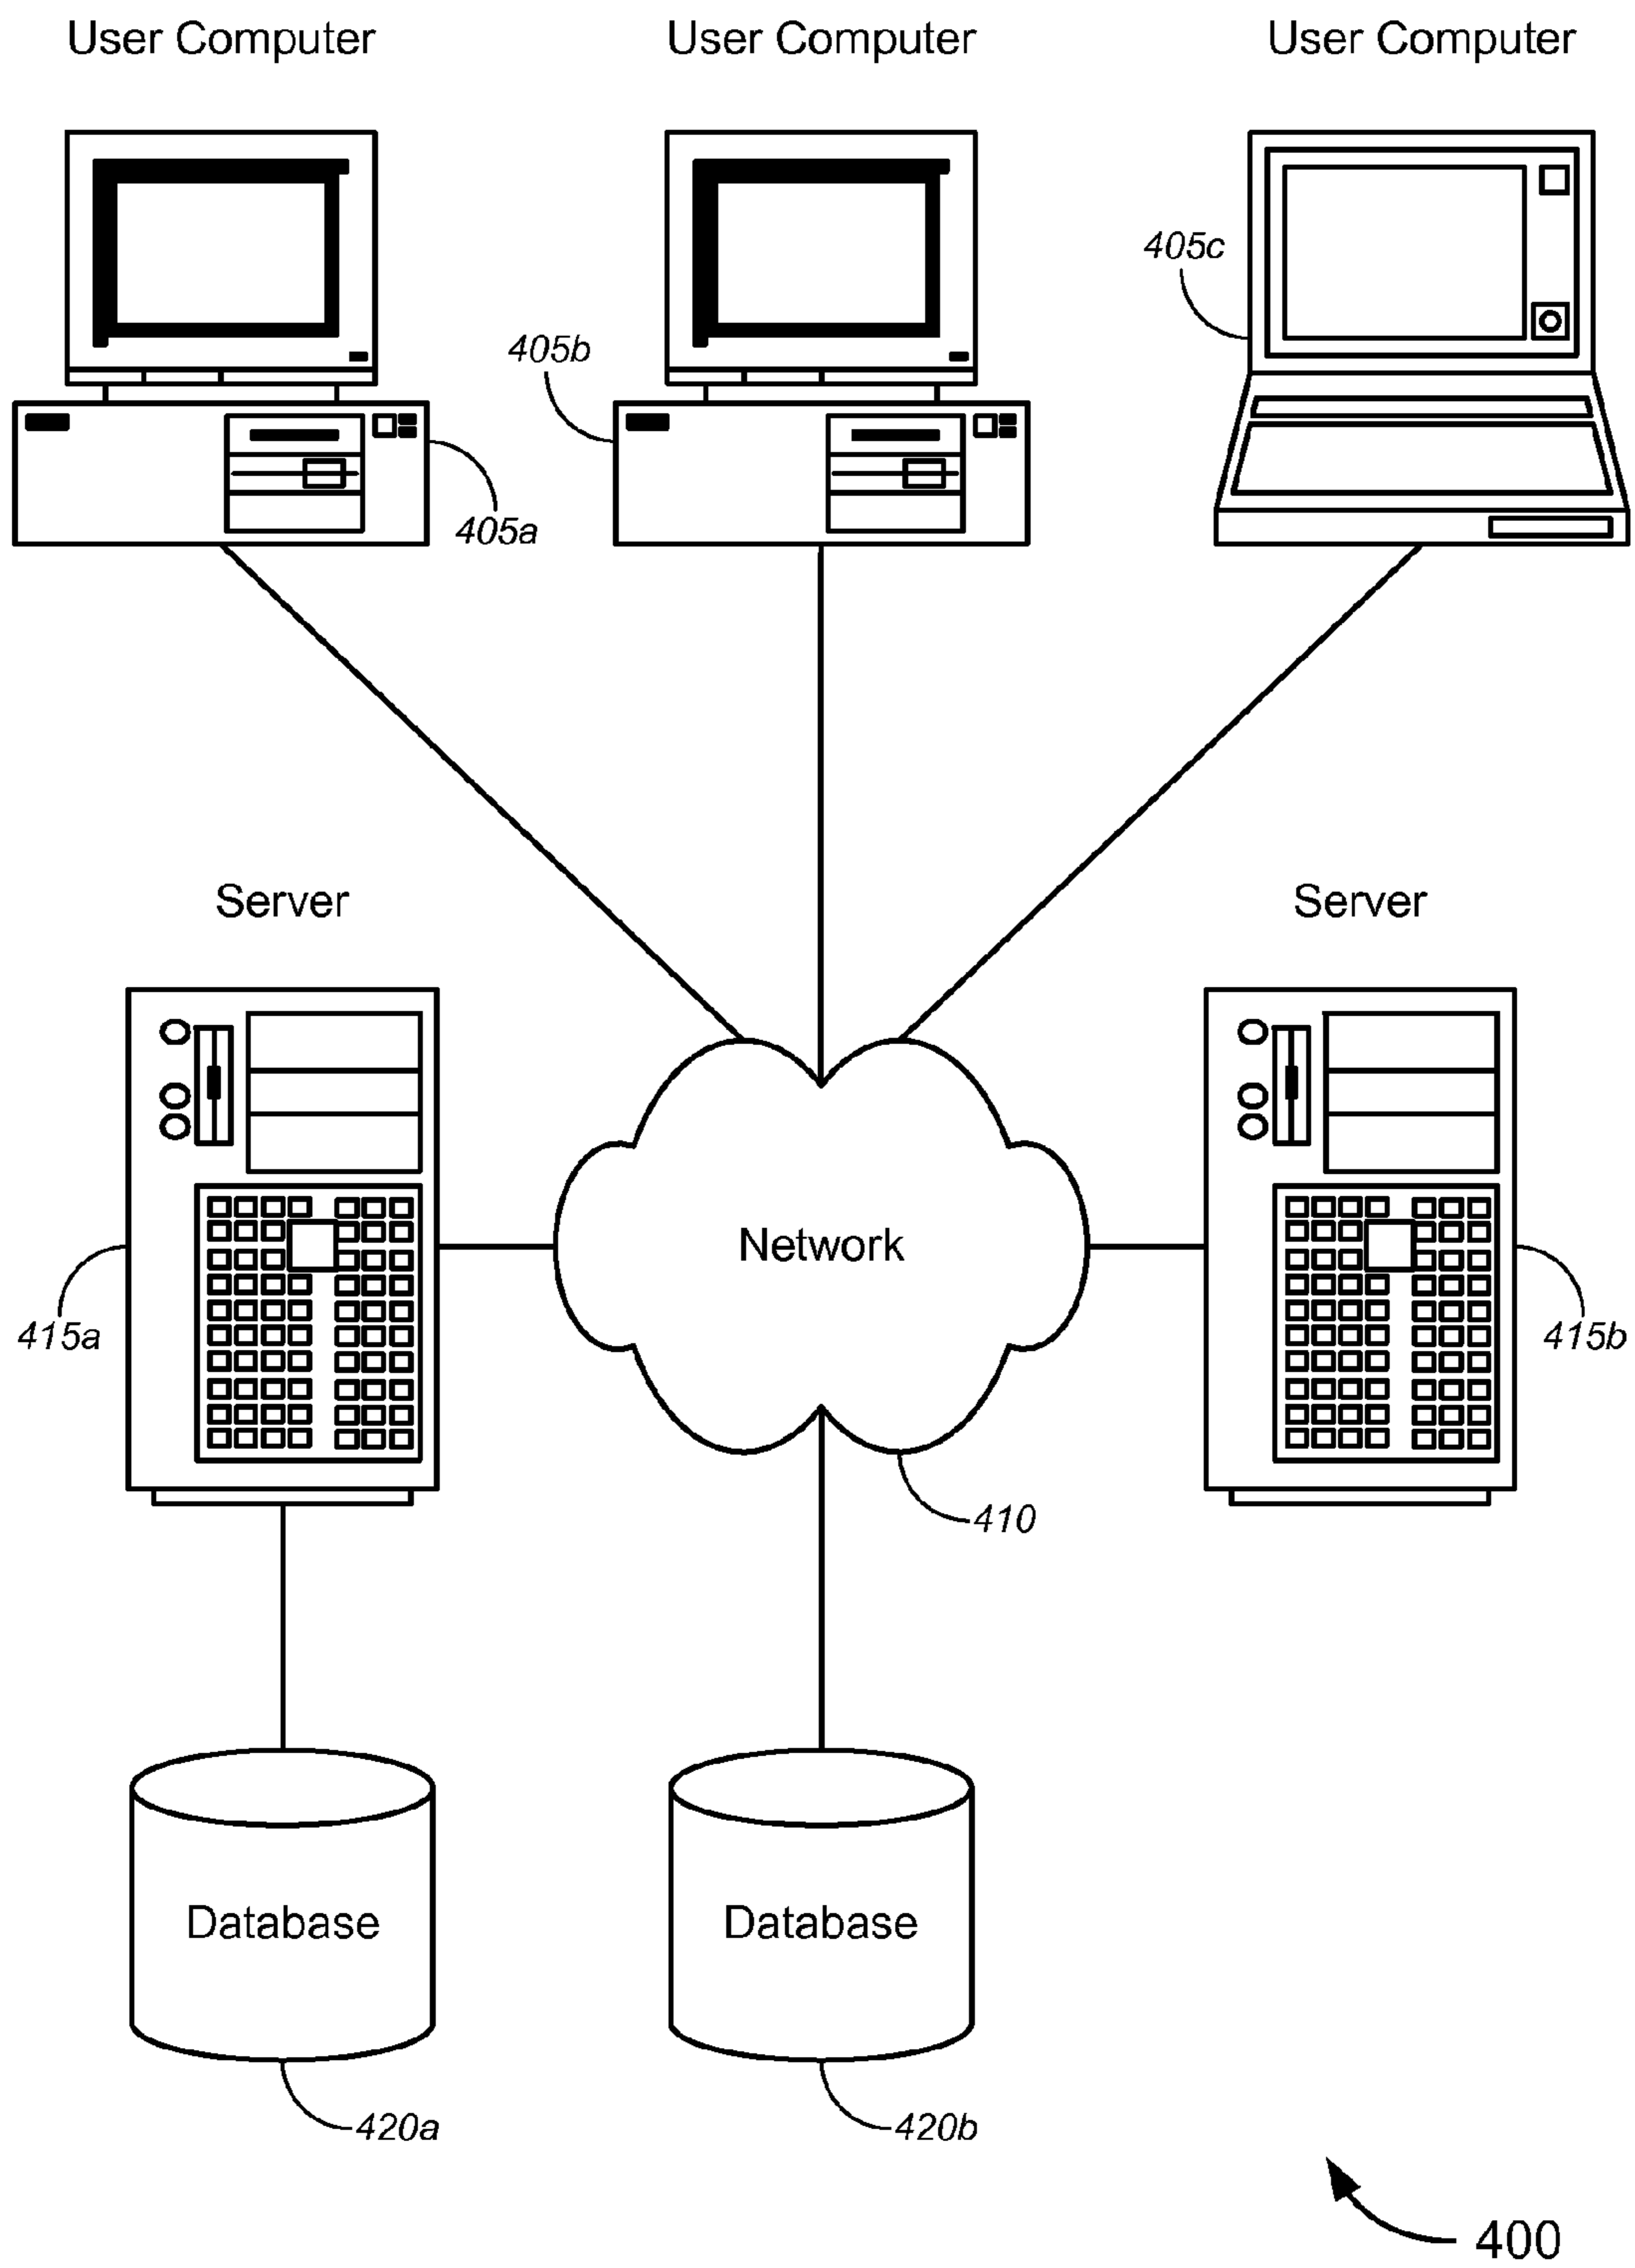 User Computer
User Computer
User Computer
405c
405b
405a
Server
Server
Network
415a
415b
410
Database
Database
420a
420b
400